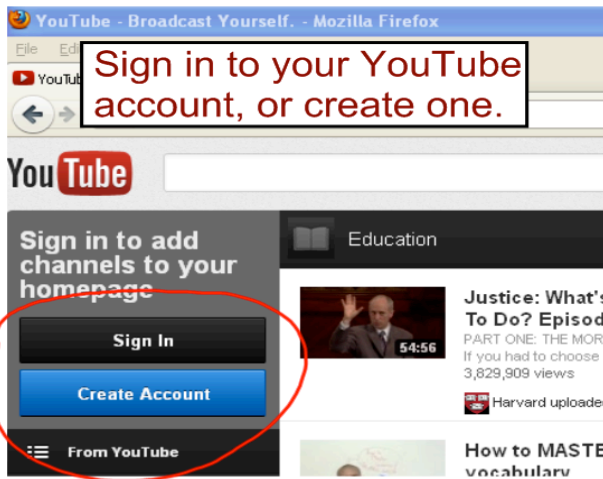 YouTube - Broadcast Yourself. - Mozilla Firefox
File
Sign in to your YouTube
account, or create one.
YouTube
Sign in to add
channels to your
homepage
Education
Sign In
Create Account
From YouTube
54:56
Justice: What's
To Do? Episod
PART ONE: THE MOR
If you had to choose
3,829,909 views
Harvard uploade
How to MASTE
vocabulary